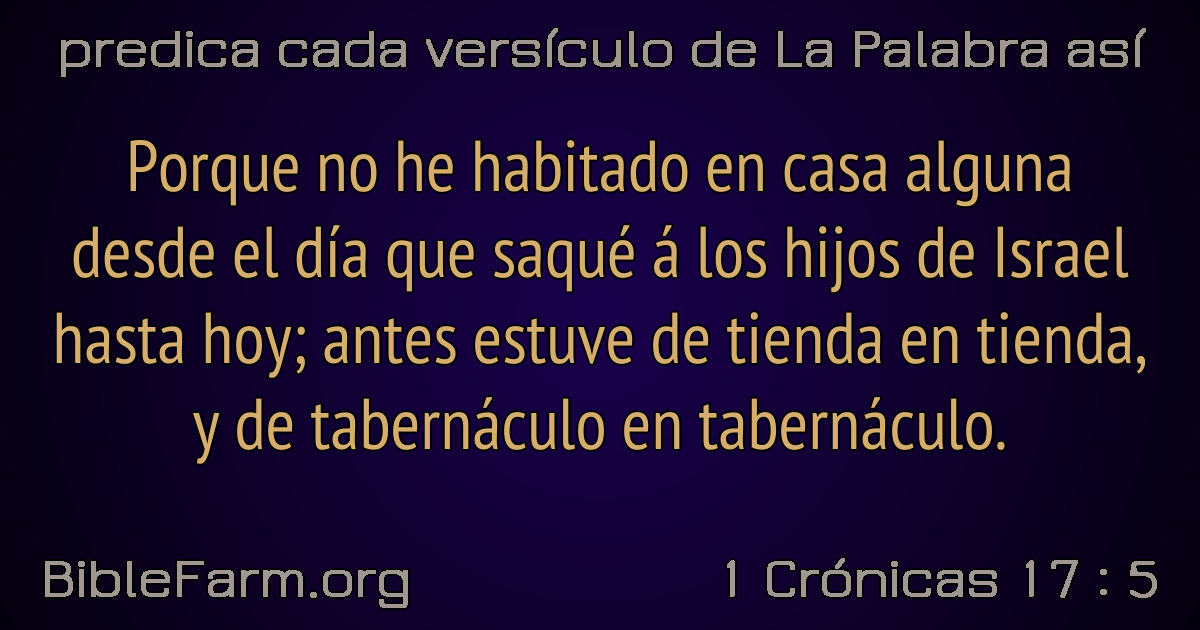 predica cada versículo de La Palabra así
Porque no he habitado en casa alguna
desde el día que saqué á los hijos de Israel
hasta hoy; antes estuve de tienda en tienda,
y de tabernáculo en tabernáculo.
BibleFarm.org
1 Crónicas 17 : 5